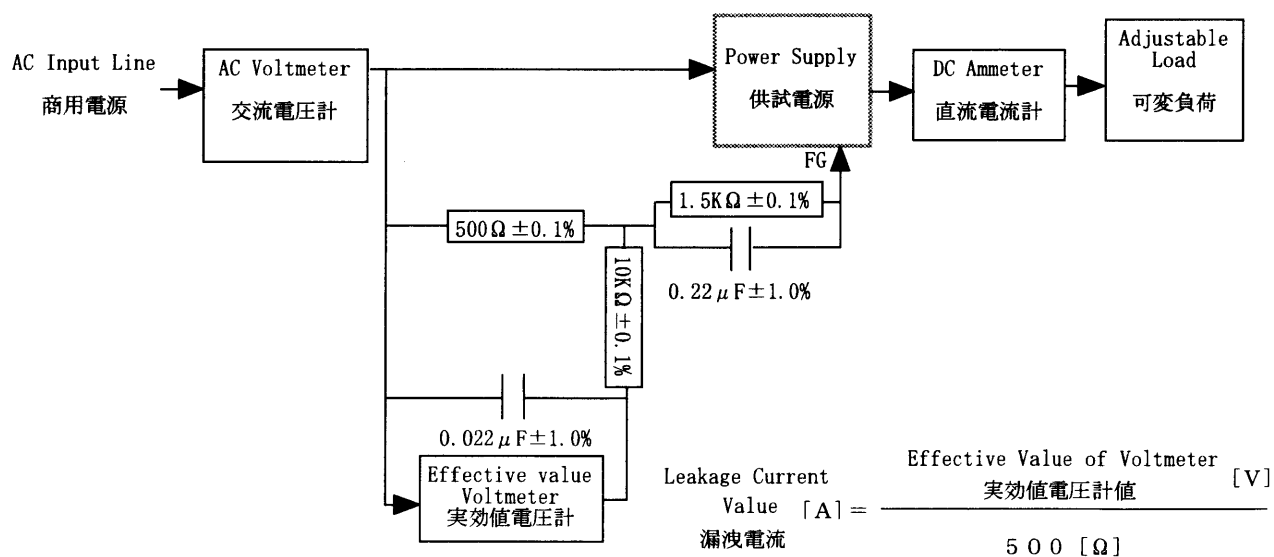 AC Input Line
商用電源
AC Voltmeter
交流電圧計
Power Supply
供試電源
DC Ammeter
直流電流計
Adjustable
Load
可変負荷
FG
1.5KΩ±0.1%
500Ω±0.1%
10KΩ±0.1%
0.22μF±1.0%
0.022μF±1.0%
Effective value
Voltmeter
実効値電圧計
Leakage Current
Value [A]=
漏洩電流
Effective Value of Voltmeter
実効値電圧計値 [V]
500[Ω]